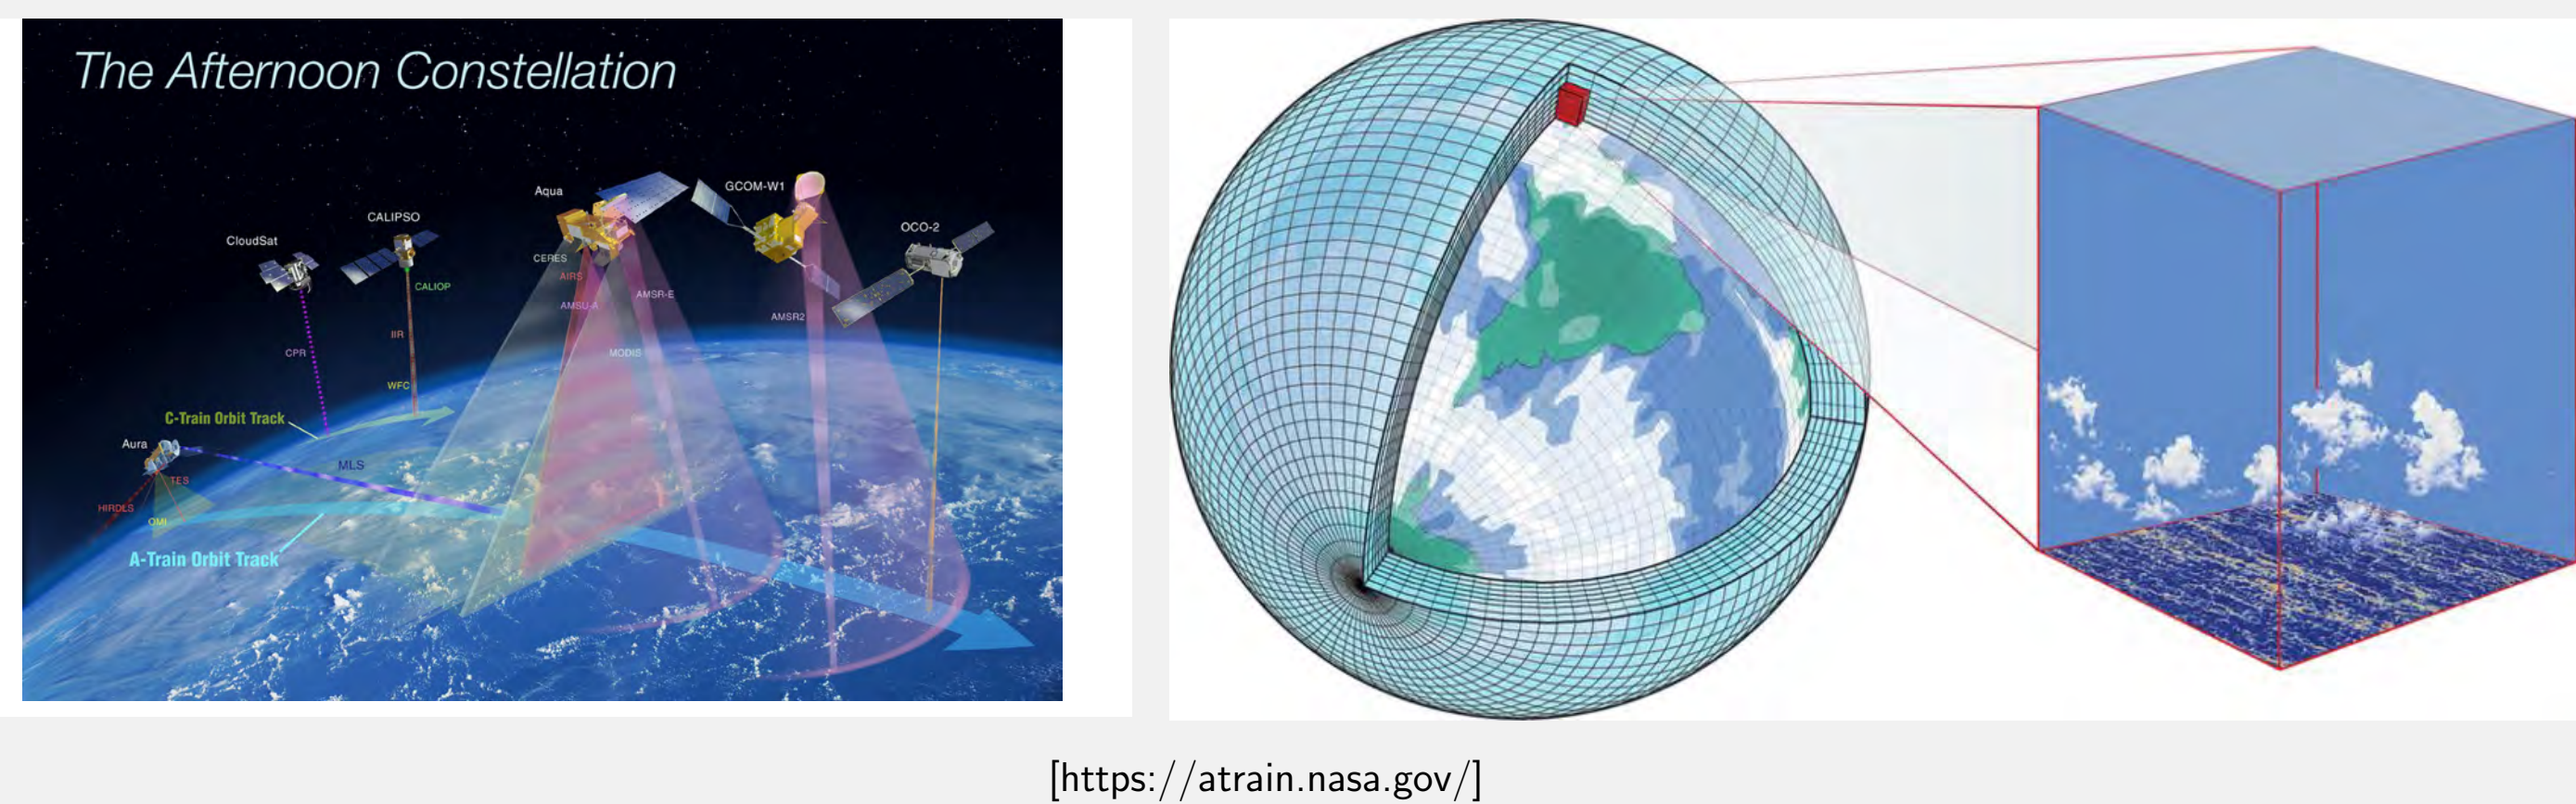 The Afternoon Constellation
Aqua
GCOM-W1
CALIPSO
OCO-2
CloudSat
CERES
AIRS
CALIOP
AMSU-A
AMSR-E
AMSR2
IIR
CPR
MODIS
WFC
C-Train Orbit Track
Aura
MLS
TES
HIRDLS
OMI
A-Train Orbit Track
[https://atrain.nasa.gov/]